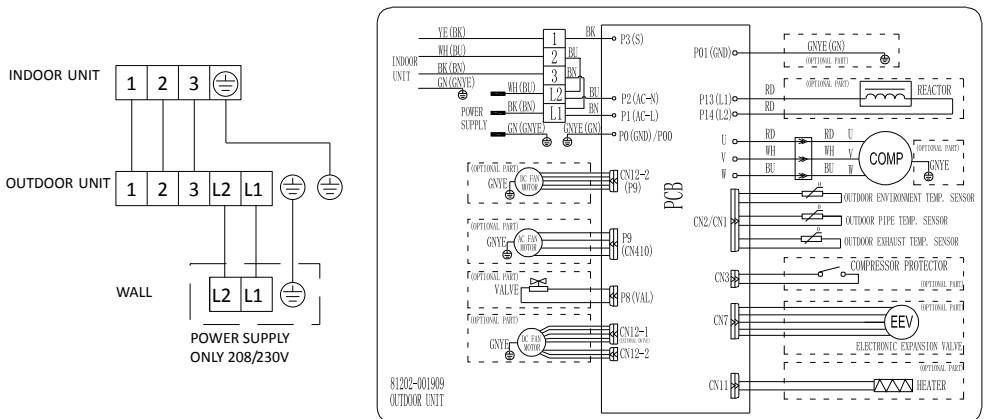 INDOOR UNIT
1 2 3
OUTDOOR UNIT
1 2 3 L2 L1
WALL
L2 L1
POWER SUPPLY
ONLY 208/230V
YE(BK)
WH(BU)
BK(BN)
GN(GNYE)
INDOOR
UNIT
1
2
3
L2
L1
BK
BU
BN
BU
BN
WH(BU)
BK(BN)
GN(GNYE)
POWER
SUPPLY
GNYE(GN)
P3(S)
P2(AC-N)
P1(AC-L)
P0(GND)/P00
(OPTIONAL PART)
GNYE
DC FAN
MOTOR
CN12-2
(P9)
(OPTIONAL PART)
GNYE
AC FAN
MOTOR
P9
(CN410)
(OPTIONAL PART)
VALVE
P8(VAL)
(OPTIONAL PART)
GNYE
DC FAN
MOTOR
CN12-1
CN12-2
81202-001909
OUTDOOR UNIT
PCB
P01(GND)
GNYE(GN)
(OPTIONAL PART)
P13(L1)
P14(L2)
RD
RD
(OPTIONAL PART)
REACTOR
U RD RD U
V WH WH V
W BU BU W
COMP
(OPTIONAL PART)
GNYE
CN2/CN1
OUTDOOR ENVIRONMENT TEMP. SENSOR
OUTDOOR PIPE TEMP. SENSOR
OUTDOOR EXHAUST TEMP. SENSOR
CN3
COMPRESSOR PROTECTOR
(OPTIONAL PART)
CN7
(OPTIONAL PART)
EEV
ELECTRONIC EXPANSION VALVE
CN11
(OPTIONAL PART)
HEATER